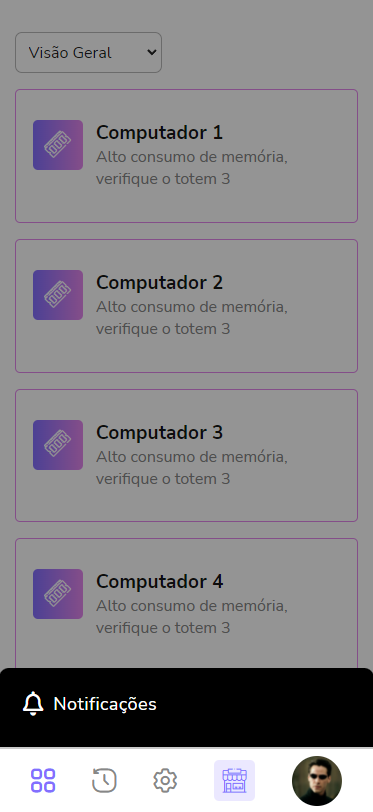 Visão Geral
Computador 1
Alto consumo de memória,
verifique o totem 3
Computador 2
Alto consumo de memória,
verifique o totem 3
Computador 3
Alto consumo de memória,
verifique o totem 3
Computador 4
Alto consumo de memória,
verifique o totem 3
Notificações